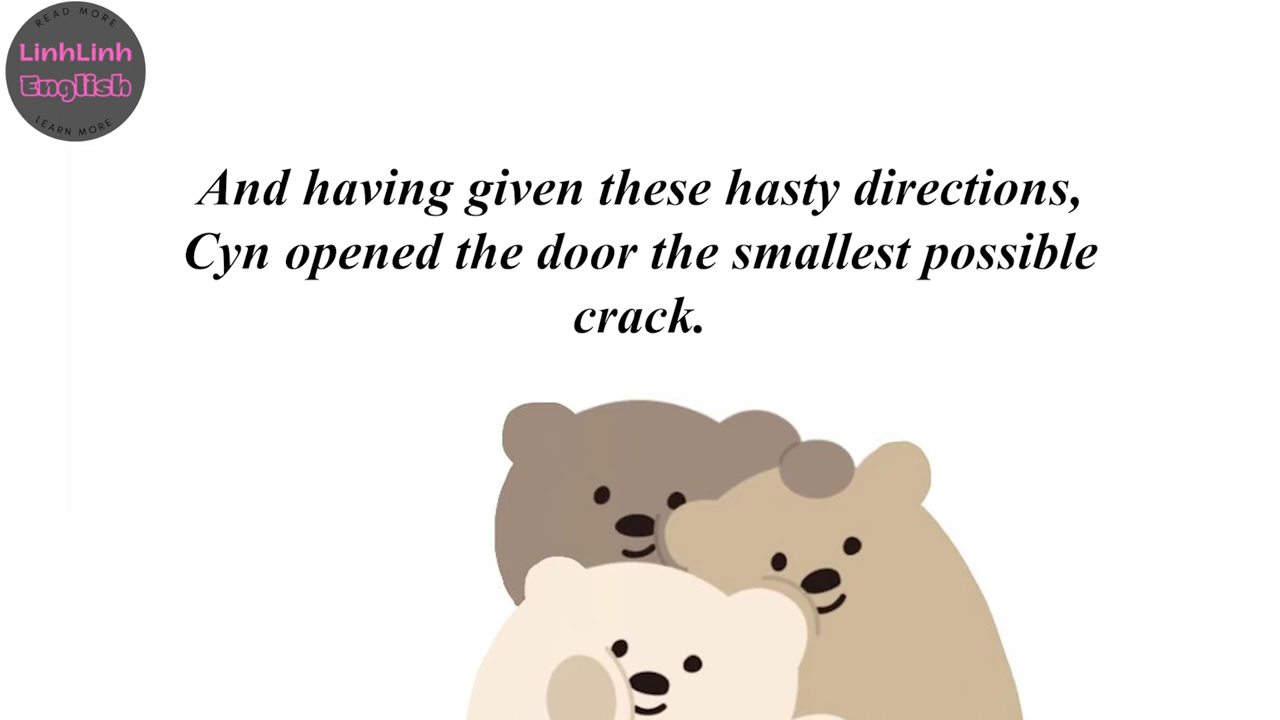 READ MORE
LinhLinh
English
LEARN MORE
And having given these hasty directions,
Cyn opened the door the smallest possible
crack.